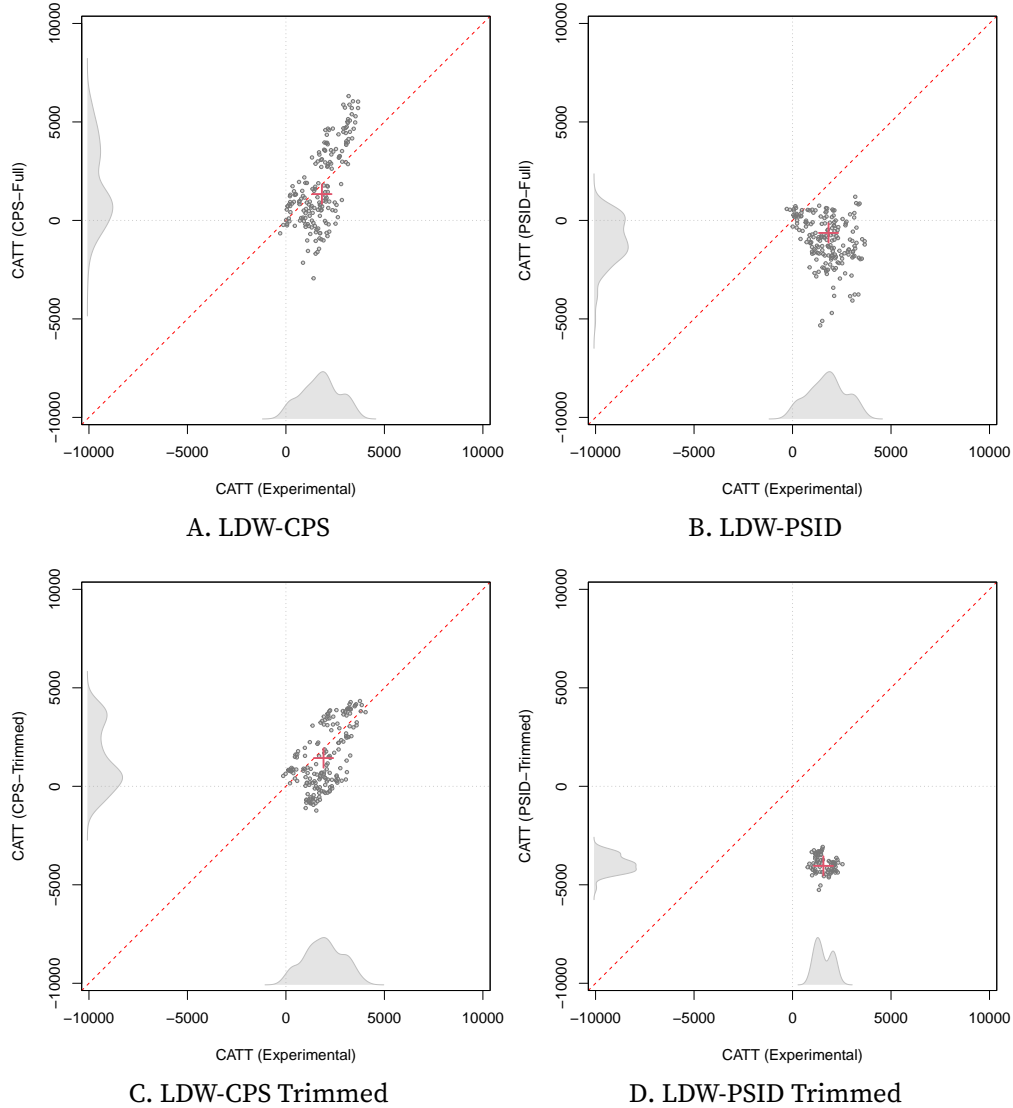 10000
5000
0
−5000
−10000
CATT (CPS−Full)
−10000 −5000 0 5000 10000
CATT (Experimental)
A. LDW-CPS
10000
5000
0
−5000
−10000
CATT (PSID−Full)
−10000 −5000 0 5000 10000
CATT (Experimental)
B. LDW-PSID
10000
5000
0
−5000
−10000
CATT (CPS−Trimmed)
−10000 −5000 0 5000 10000
CATT (Experimental)
C. LDW-CPS Trimmed
10000
5000
0
−5000
−10000
CATT (PSID−Trimmed)
−10000 −5000 0 5000 10000
CATT (Experimental)
D. LDW-PSID Trimmed